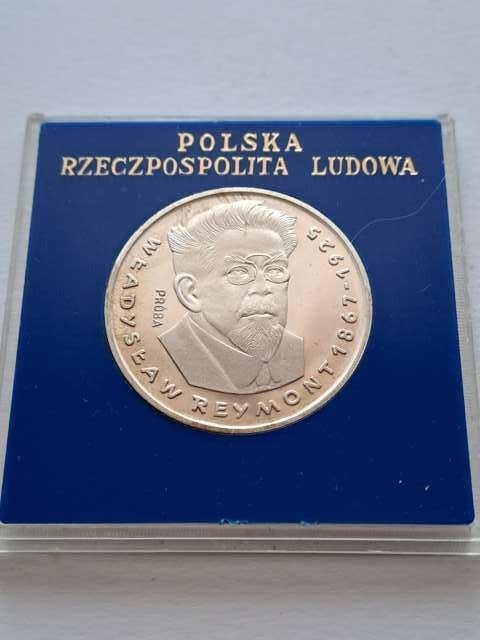 POLSKA
RZECZPOSPOLITA LUDOWA
WŁADYSŁAW REYMONT 1867-1925
PRÓBA